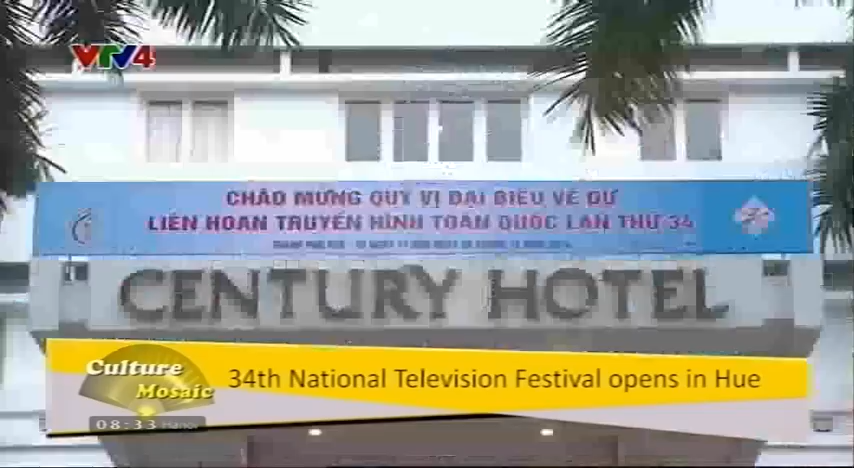 VTV4
CHÀO MỪNG QUÝ VỊ ĐẠI BIỂU VỀ DỰ
LIÊN HOAN TRUYỀN HÌNH TOÀN QUỐC LẦN THỨ 34
CENTURY HOTEL
Culture
Mosaic
34th National Television Festival opens in Hue
08:33 Hanoi